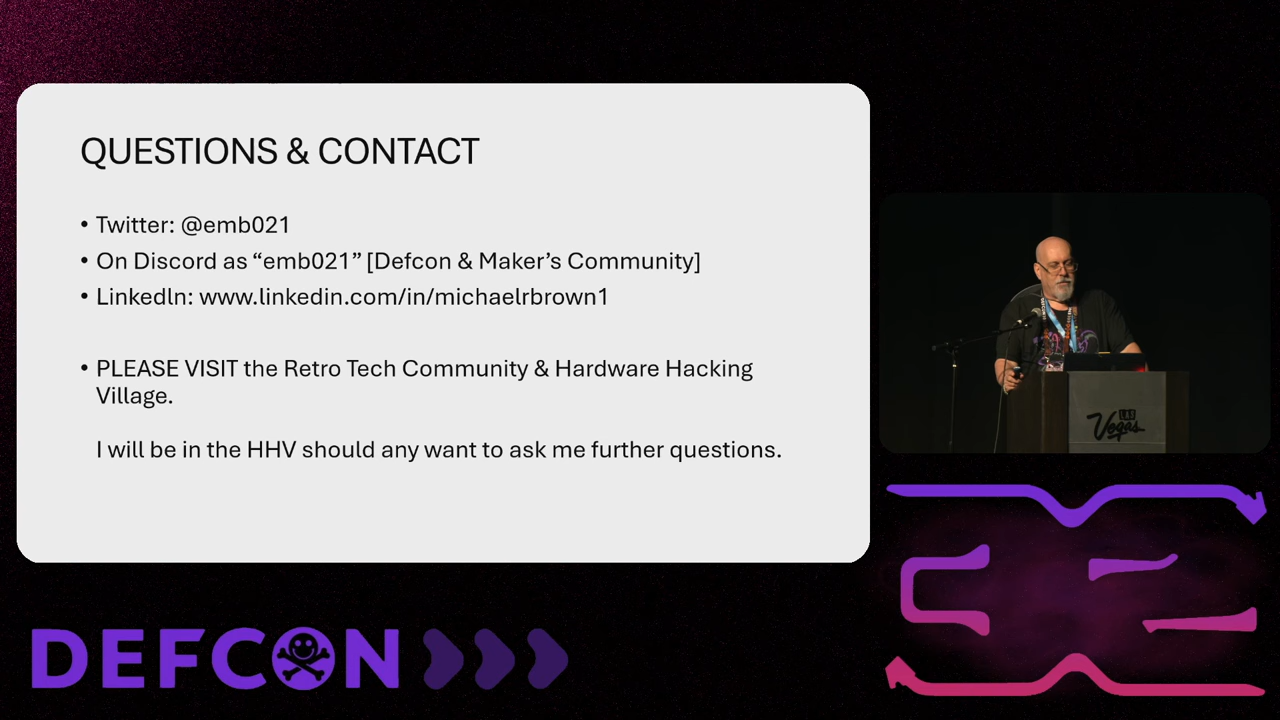 QUESTIONS & CONTACT
• Twitter: @emb021
• On Discord as “emb021” [Defcon & Maker’s Community]
• LinkedIn: www.linkedin.com/in/michaelrbrown1
• PLEASE VISIT the Retro Tech Community & Hardware Hacking
Village.
I will be in the HHV should any want to ask me further questions.
Vegas
DEFCON